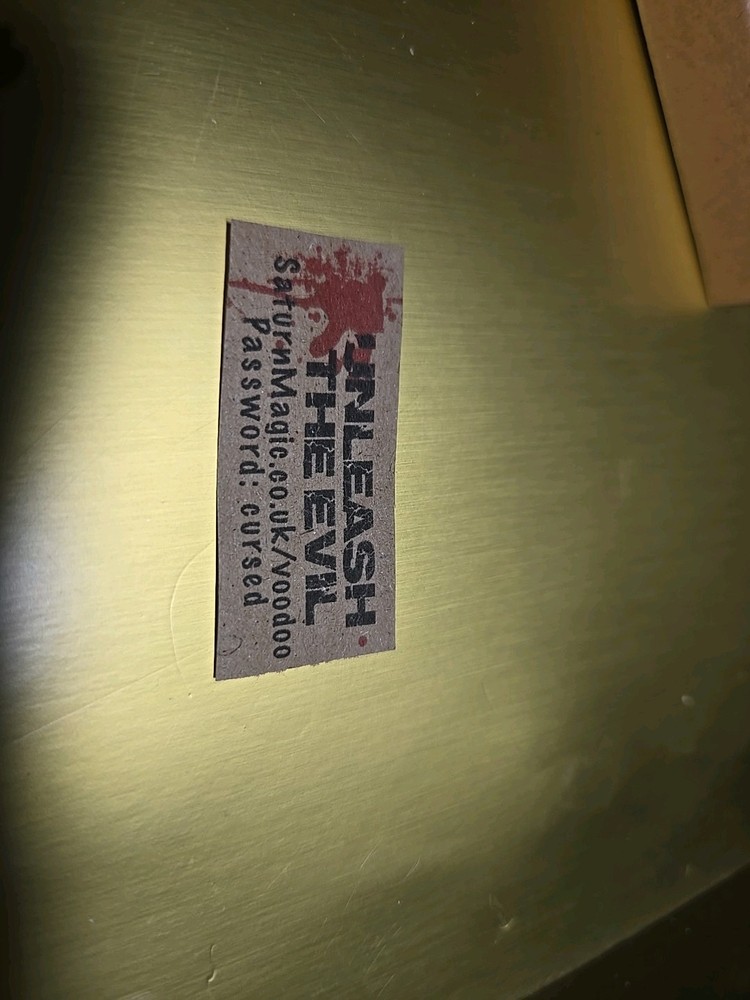 UNLEASH
THE EVIL
SaturnMagic.co.uk/voodoo
Password: cursed